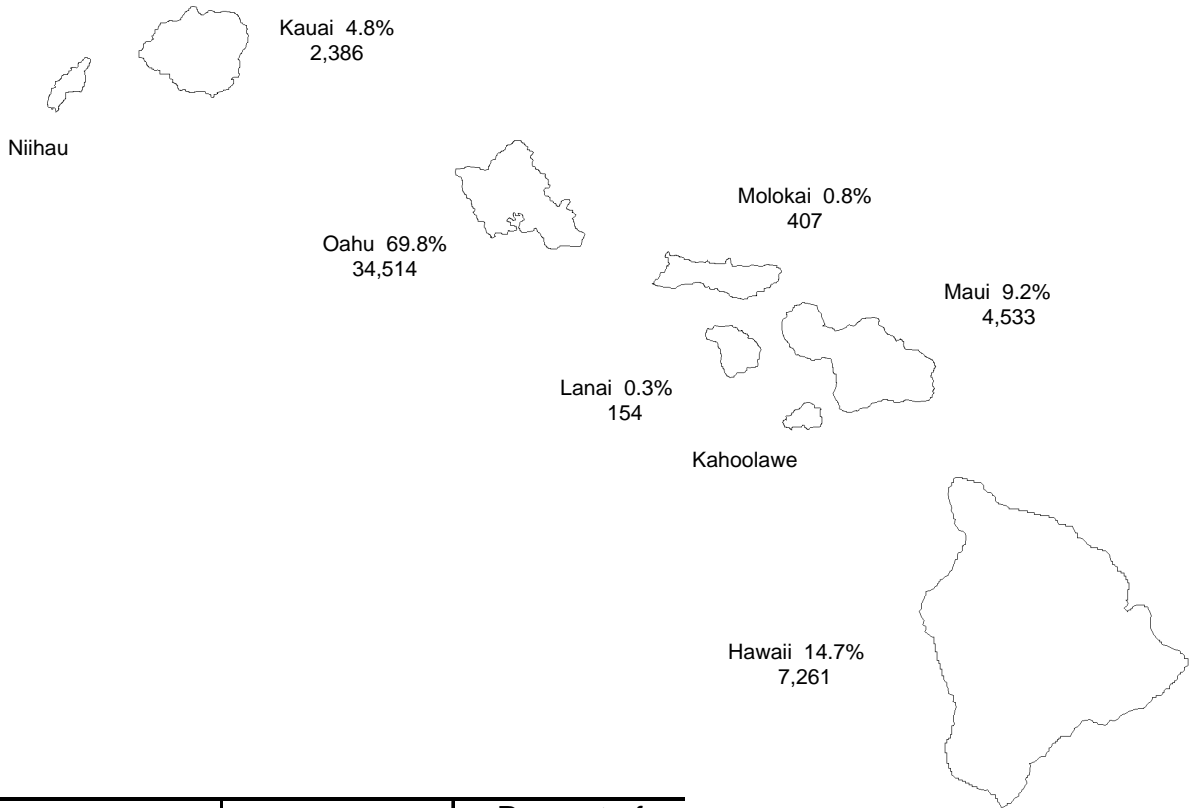 Kauai 4.8%
2,386
Niihau
Molokai 0.8%
407
Oahu 69.8%
34,514
Maui 9.2%
4,533
Lanai 0.3%
154
Kahoolawe
Hawaii 14.7%
7,261